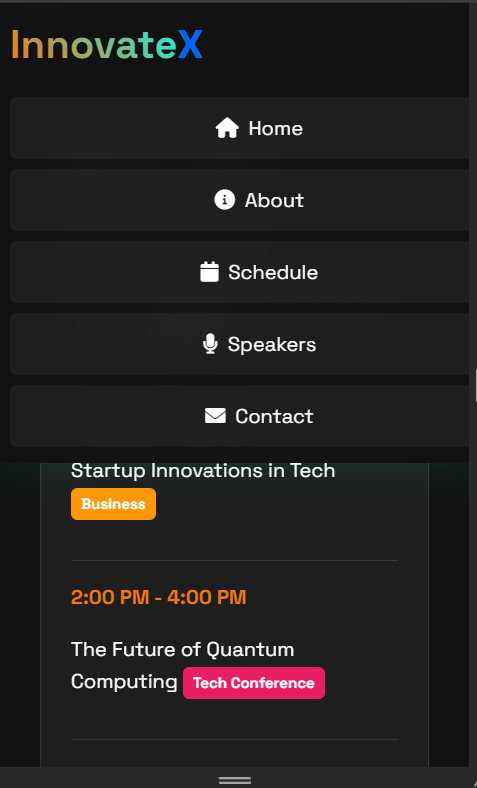 InnovateX
Home
About
Schedule
Speakers
Contact
Startup Innovations in Tech
Business
2:00 PM - 4:00 PM
The Future of Quantum
Computing Tech Conference